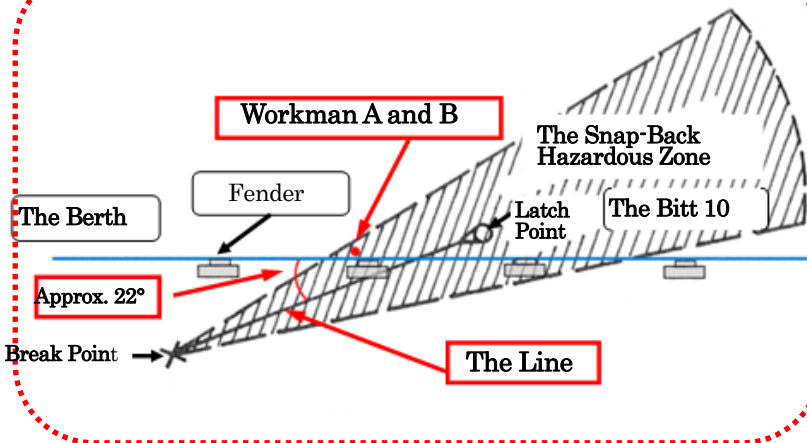 Workman A and B
The Snap-Back
Hazardous Zone
Fender
The Berth
Latch
Point
The Bitt 10
Approx. 22°
Break Point
The Line